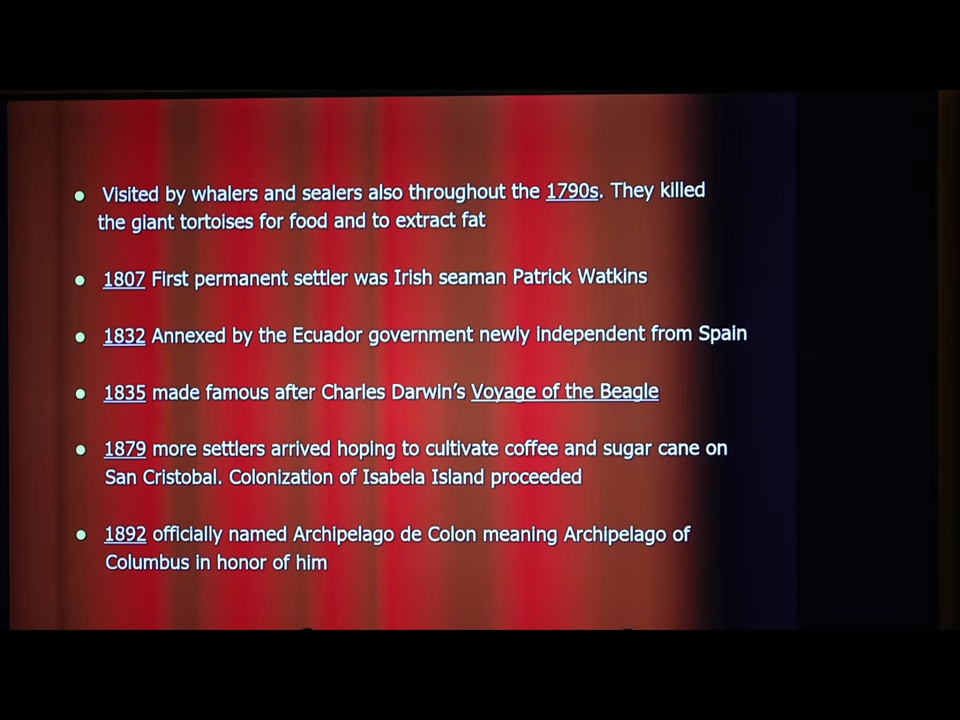 • Visited by whalers and sealers also throughout the 1790s. They killed
the giant tortoises for food and to extract fat
• 1807 First permanent settler was Irish seaman Patrick Watkins
• 1832 Annexed by the Ecuador government newly independent from Spain
• 1835 made famous after Charles Darwin’s Voyage of the Beagle
• 1879 more settlers arrived hoping to cultivate coffee and sugar cane on
San Cristobal. Colonization of Isabela Island proceeded
• 1892 officially named Archipelago de Colon meaning Archipelago of
Columbus in honor of him